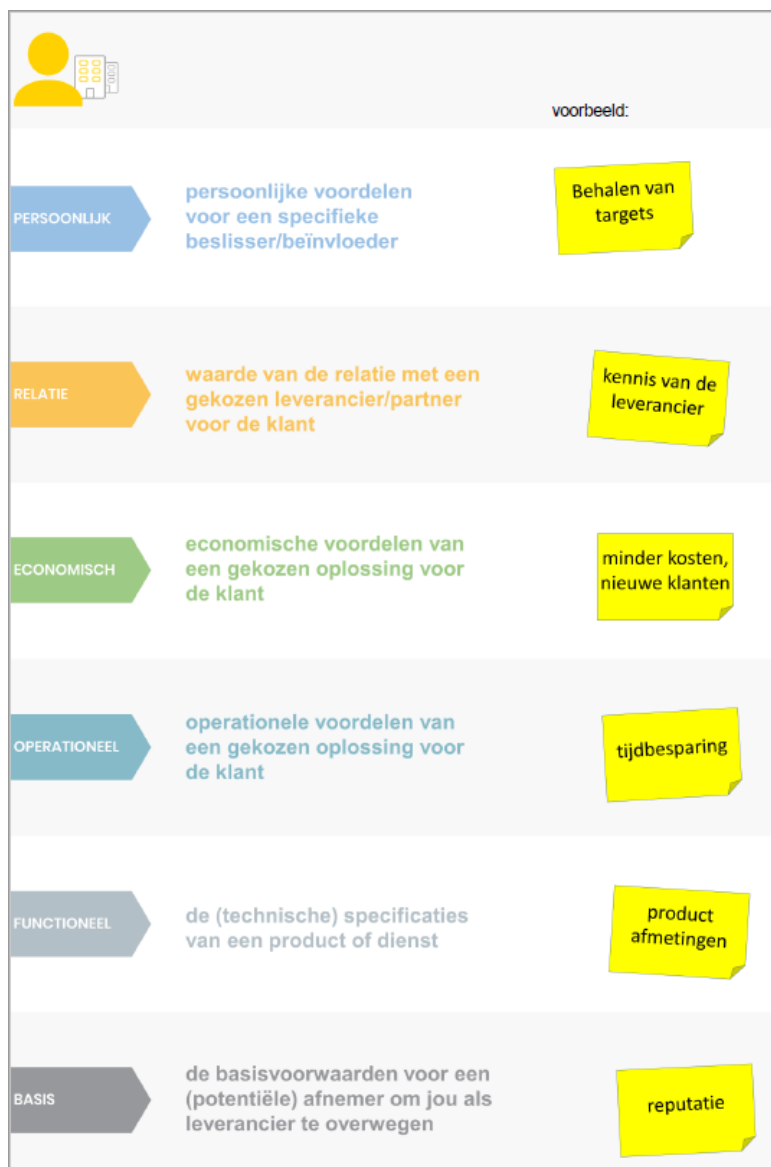 voorbeeld:
PERSOONLIJK
persoonlijke voordelen
voor een specifieke
beslisser/beïnvloeder
Behalen van
targets
RELATIE
waarde van de relatie met een
gekozen leverancier/partner
voor de klant
kennis van de
leverancier
ECONOMISCH
economische voordelen van
een gekozen oplossing voor
de klant
minder kosten,
nieuwe klanten
OPERATIONEEL
operationele voordelen van
een gekozen oplossing voor
de klant
tijdbesparing
FUNCTIONEEL
de (technische) specificaties
van een product of dienst
product
afmetingen
BASIS
de basisvoorwaarden voor een
(potentiële) afnemer om jou als
leverancier te overwegen
reputatie